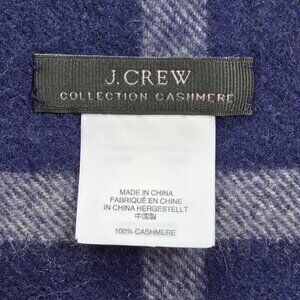 J.CREW
COLLECTION CASHMERE
MADE IN CHINA
FABRIQUÉ EN CHINE
IN CHINA HERGESTELLT
中国製
100% CASHMERE